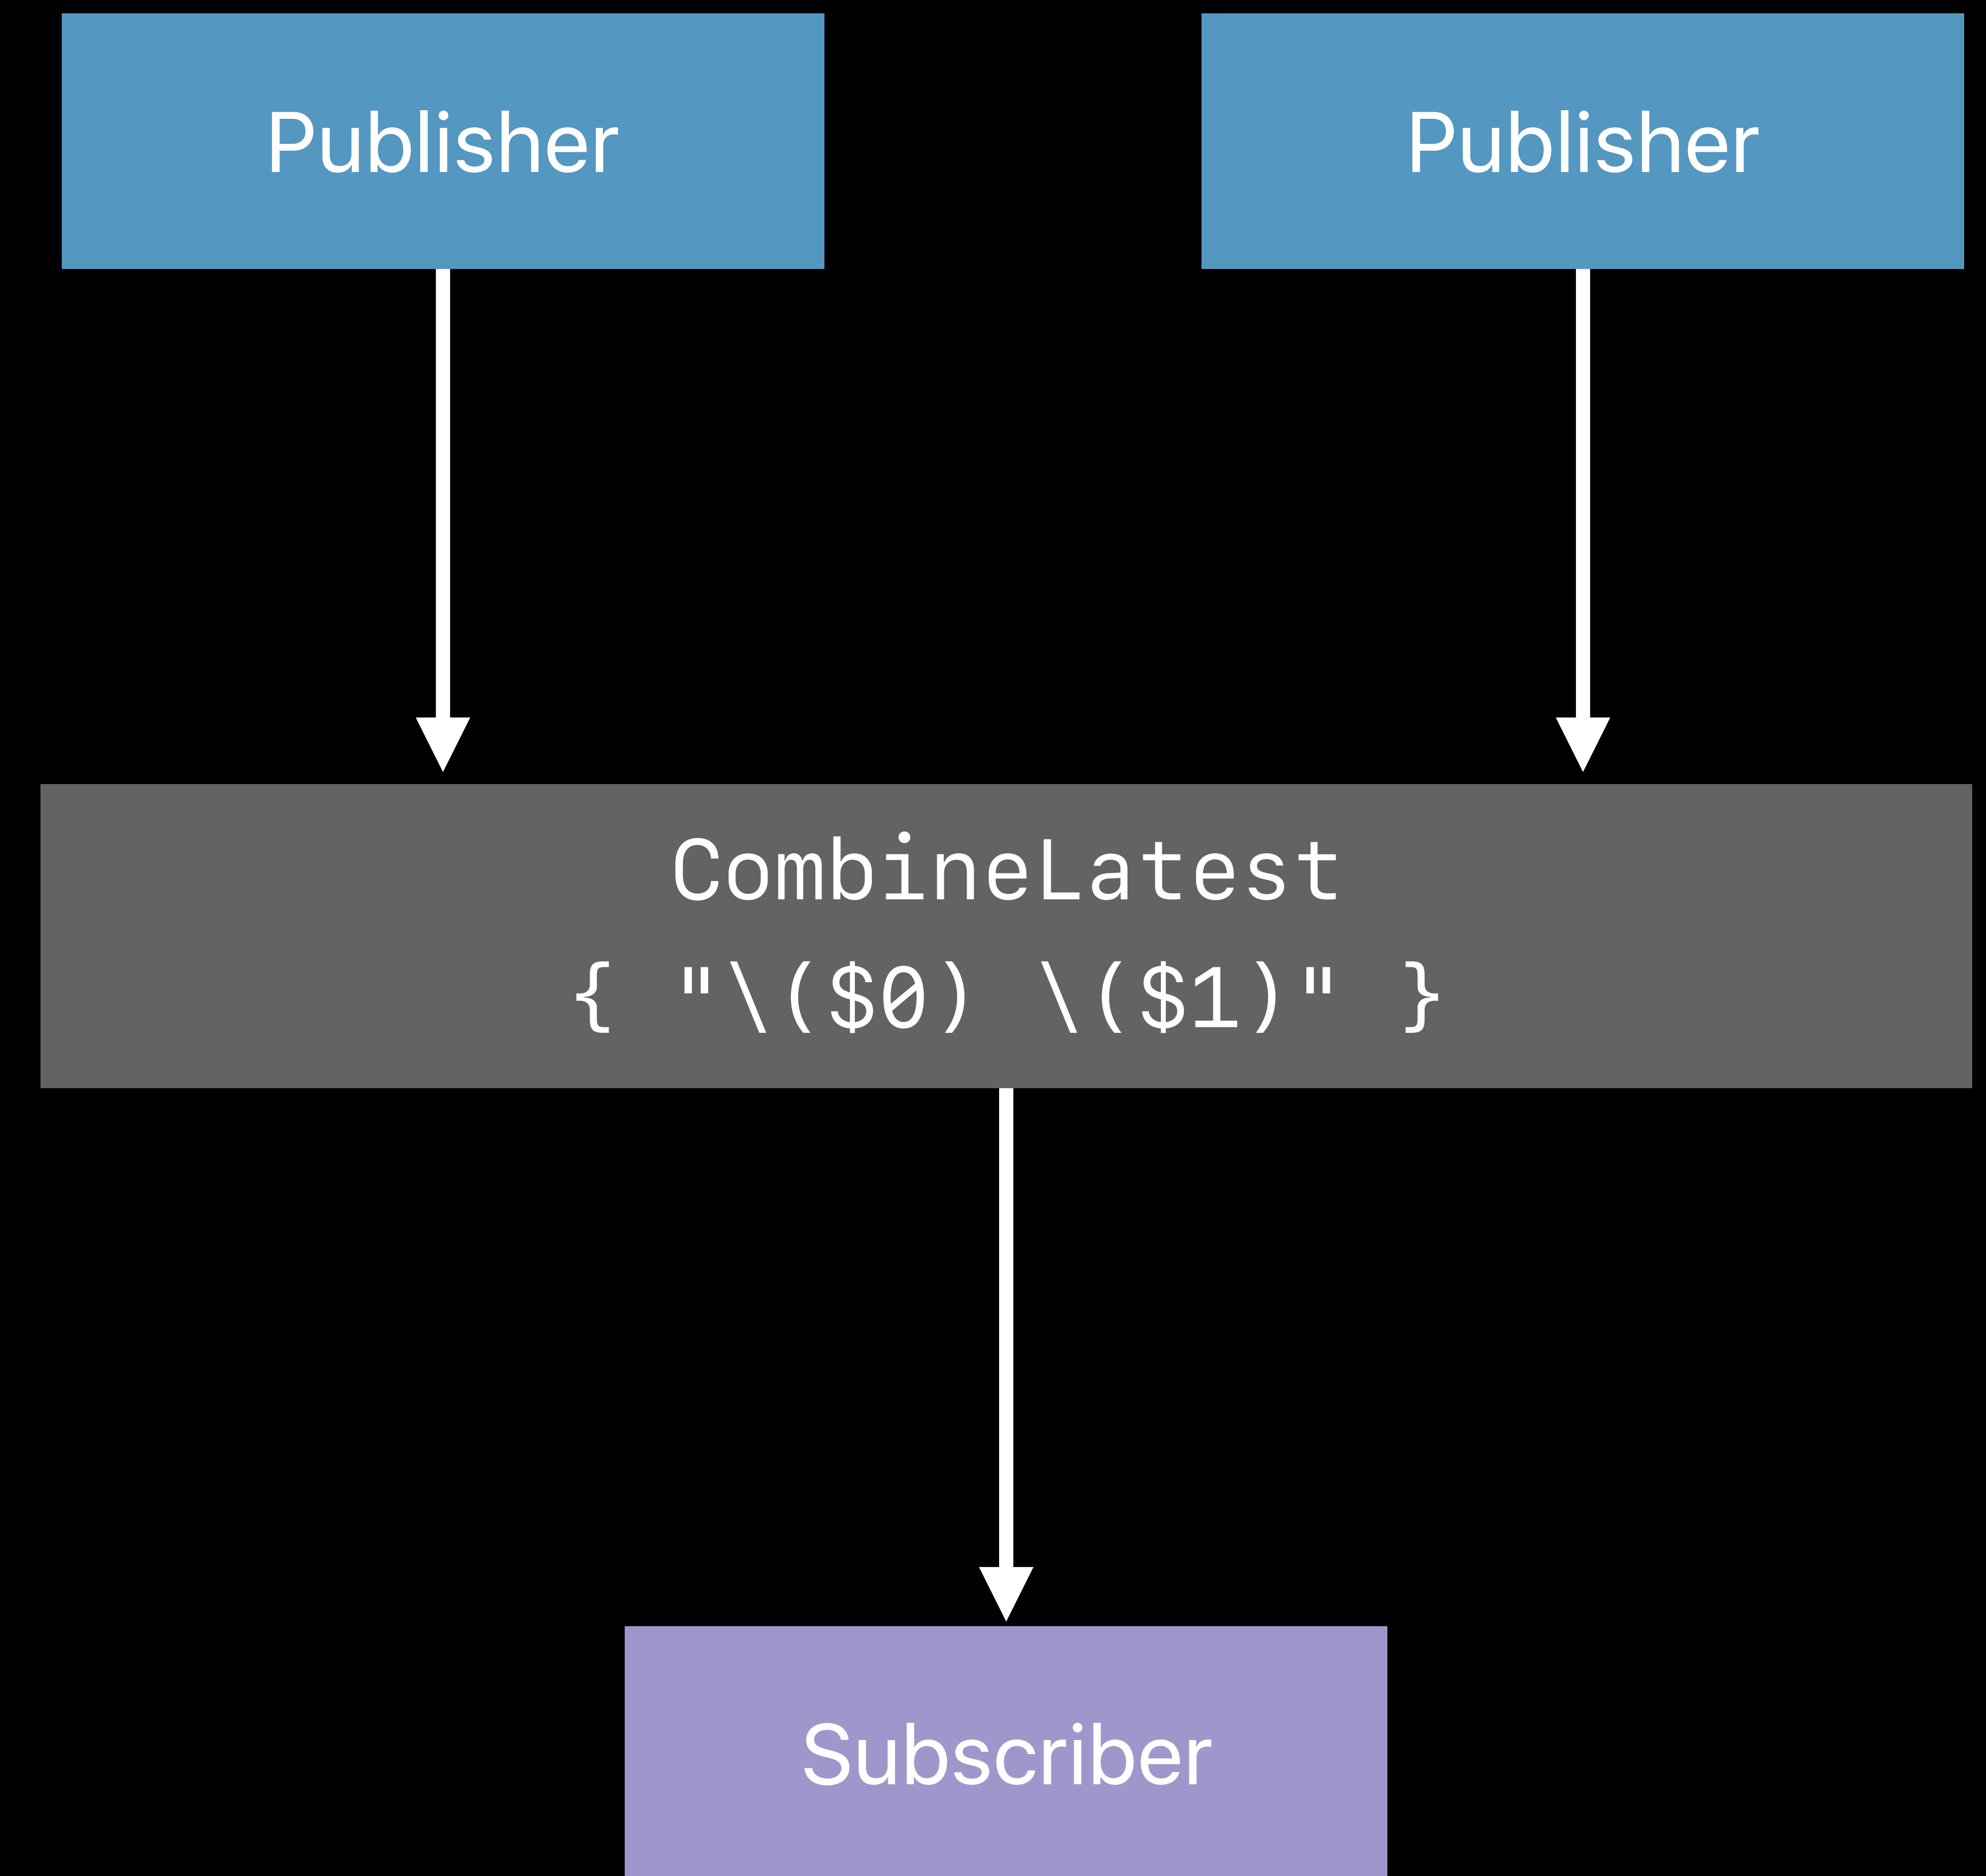 Publisher
Publisher
CombineLatest
{ "\($0) \($1)" }
Subscriber